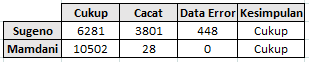 Cukup Cacat Data Error Kesimpulan
Sugeno 6281 3801 448 Cukup
Mamdani 10502 28 0 Cukup